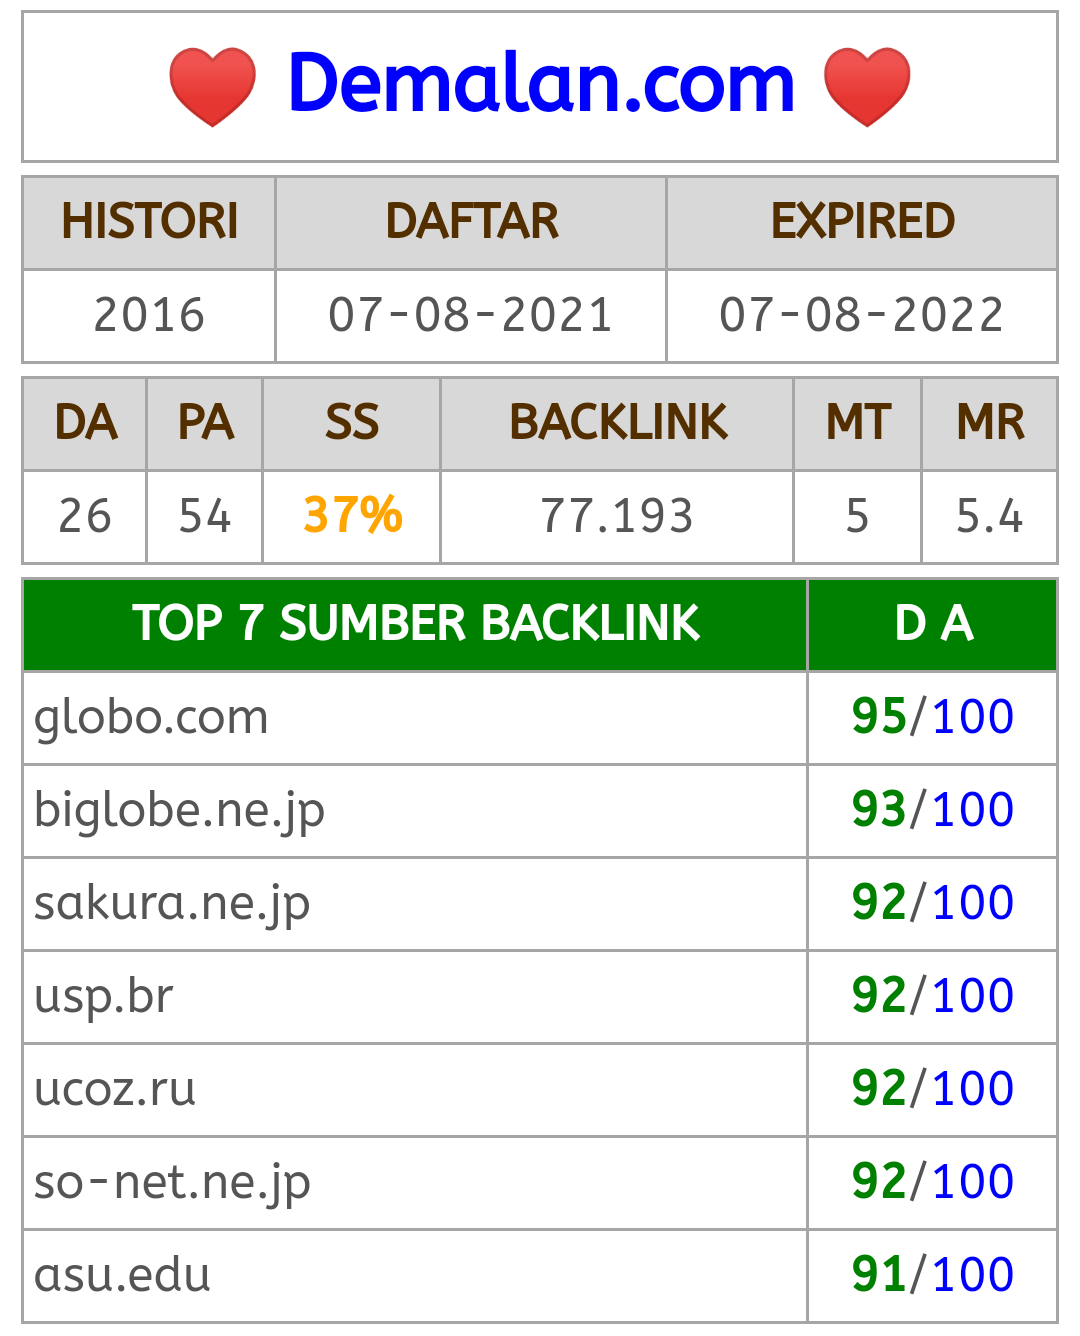 Demalan.com
HISTORI DAFTAR EXPIRED
2016 07-08-2021 07-08-2022
DA PA SS BACKLINK MT MR
26 54 37% 77.193 5 5.4
TOP 7 SUMBER BACKLINK D A
globo.com 95/100
biglobe.ne.jp 93/100
sakura.ne.jp 92/100
usp.br 92/100
ucoz.ru 92/100
so-net.ne.jp 92/100
asu.edu 91/100